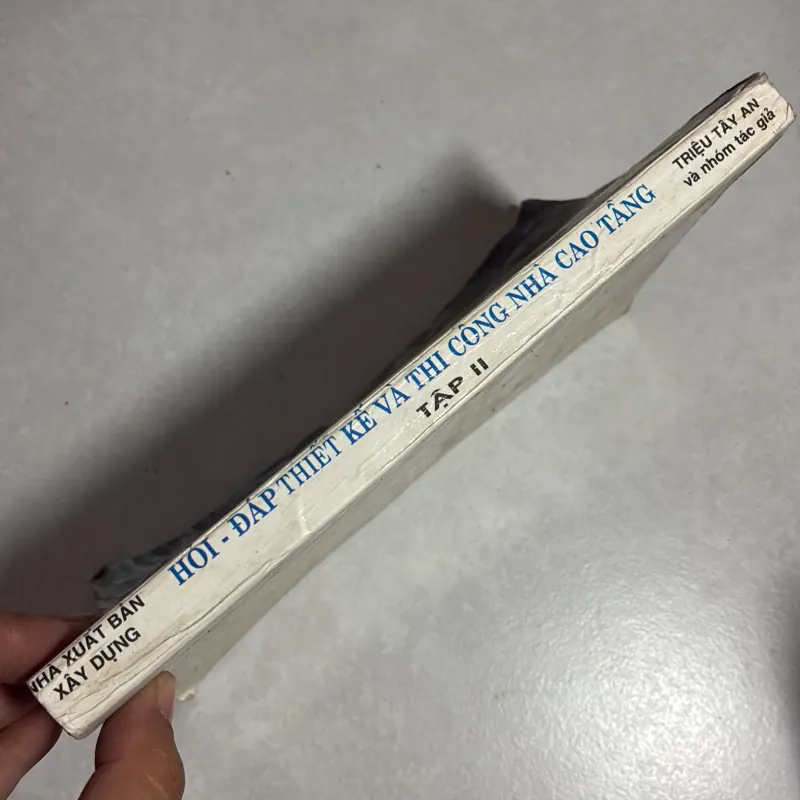 TRIỆU TÂY AN
và nhóm tác giả
HỎI - ĐÁP THIẾT KẾ VÀ THI CÔNG NHÀ CAO TẦNG
TẬP II
NHÀ XUẤT BẢN
XÂY DỰNG